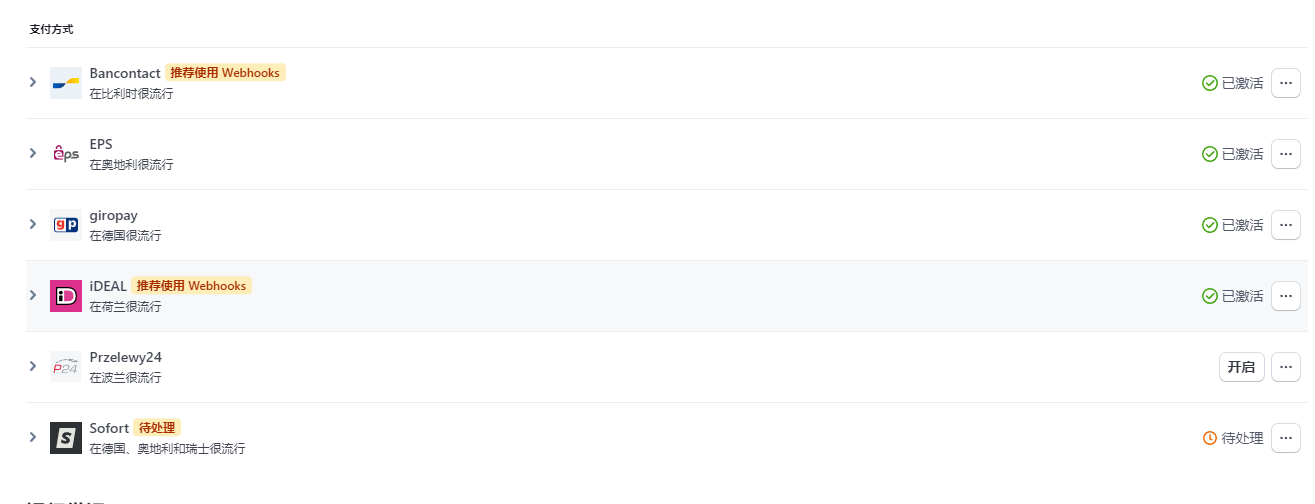 支付方式
Bancontact 推荐使用 Webhooks
在比利时很流行
已激活
eps
EPS
在奥地利很流行
已激活
gp
giropay
在德国很流行
已激活
iD
iDEAL 推荐使用 Webhooks
在荷兰很流行
已激活
P24
Przelewy24
在波兰很流行
开启
S
Sofort 待处理
在德国、奥地利和瑞士很流行
待处理